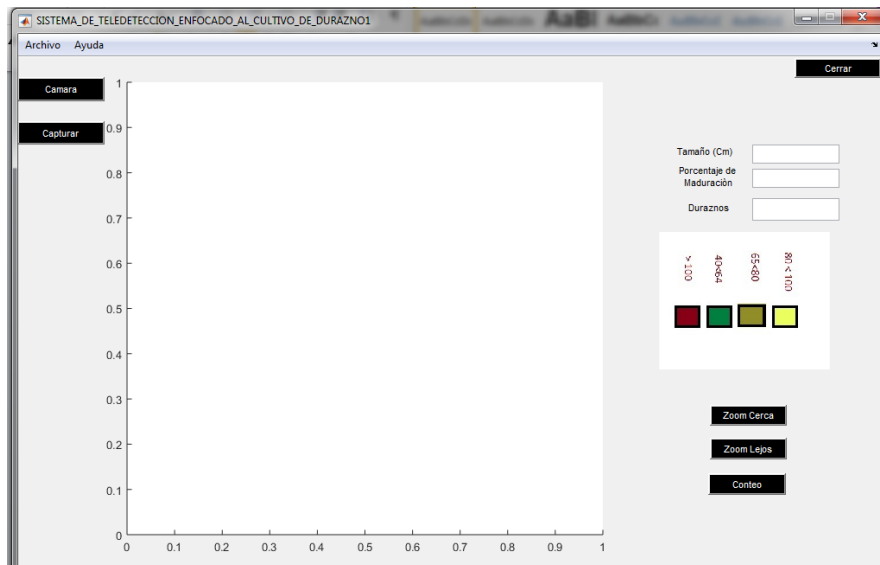 SISTEMA_DE_TELEDETECCION_ENFOCADO_AL_CULTIVO_DE_DURAZNO1
Archivo Ayuda
Cerrar
Camara
Capturar
1
0.9
0.8
0.7
0.6
0.5
0.4
0.3
0.2
0.1
0
0 0.1 0.2 0.3 0.4 0.5 0.6 0.7 0.8 0.9 1
Tamaño (Cm)
Porcentaje de
Maduración
Duraznos
> 100
40<64
65<80
80 < 100
Zoom Cerca
Zoom Lejos
Conteo